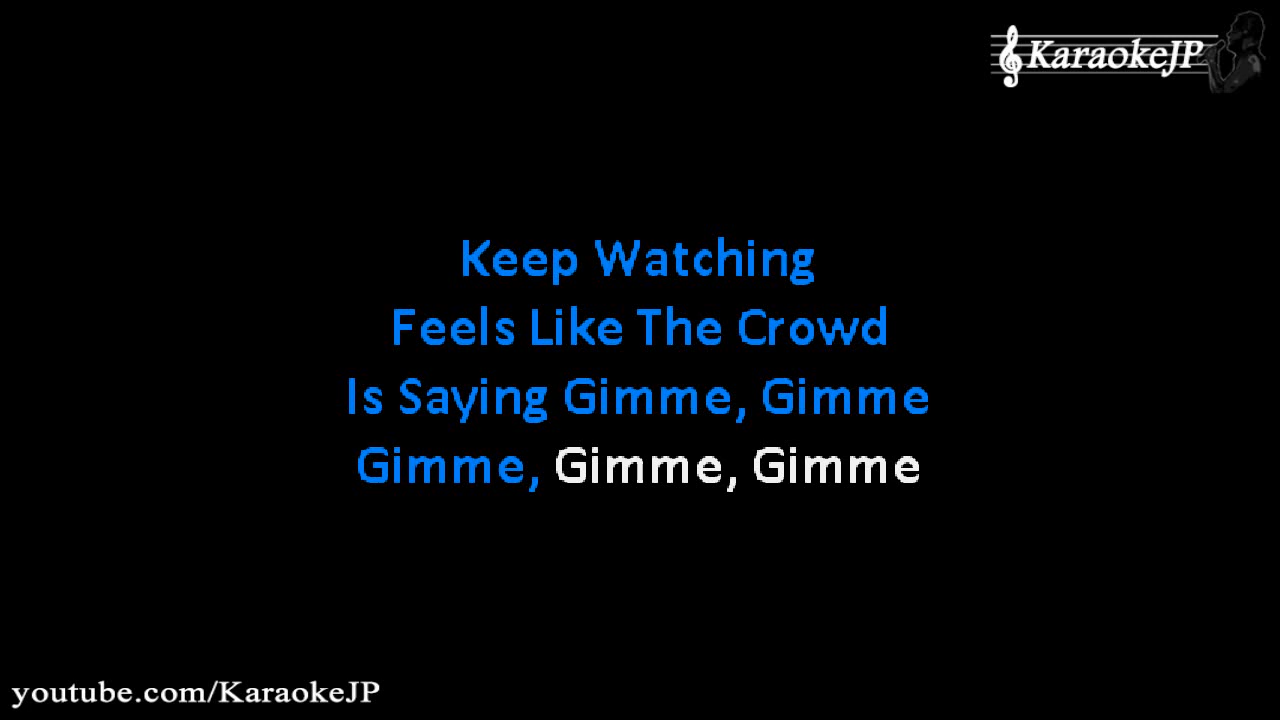 KaraokeJP
Keep Watching
Feels Like The Crowd
Is Saying Gimme, Gimme
Gimme, Gimme, Gimme
youtube.com/KaraokeJP